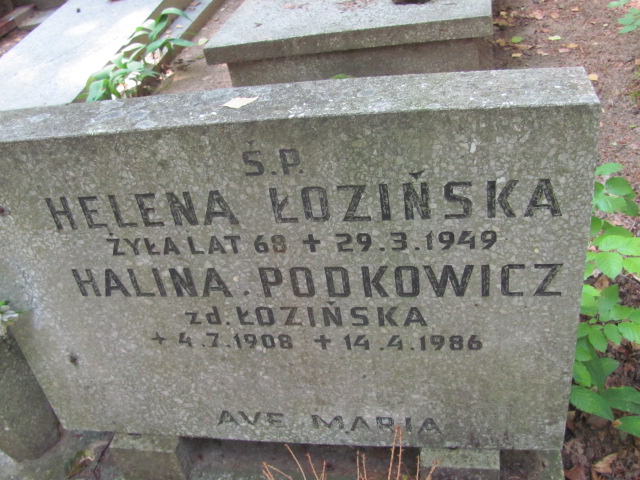 Ś.P.
HELENA ŁOZIŃSKA
ŻYŁA LAT 68 + 29.3.1949
HALINA PODKOWICZ
zd. ŁOZIŃSKA
+ 4.7.1908 + 14.4.1986
AVE MARIA